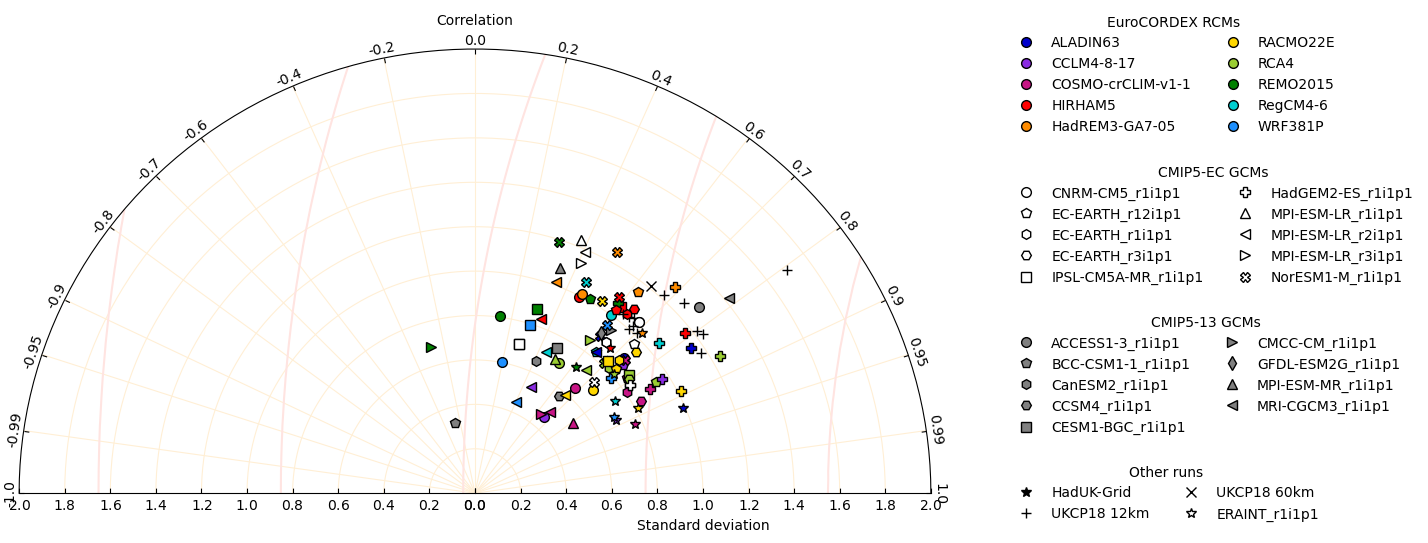 Correlation
-0.99
-0.95
-0.9
-0.8
-0.7
-0.6
-0.4
-0.2
0.0
0.2
0.4
0.6
0.7
0.8
0.9
0.95
0.99
1.0
1.0
2.0 1.8 1.6 1.4 1.2 1.0 0.8 0.6 0.4 0.2 0.0 0.2 0.4 0.6 0.8 1.0 1.2 1.4 1.6 1.8 2.0
Standard deviation
EuroCORDEX RCMs
ALADIN63
CCLM4-8-17
COSMO-crCLIM-v1-1
HIRHAM5
HadREM3-GA7-05
RACMO22E
RCA4
REMO2015
RegCM4-6
WRF381P
CMIP5-EC GCMs
CNRM-CM5_r1i1p1
EC-EARTH_r12i1p1
EC-EARTH_r1i1p1
EC-EARTH_r3i1p1
IPSL-CM5A-MR_r1i1p1
HadGEM2-ES_r1i1p1
MPI-ESM-LR_r1i1p1
MPI-ESM-LR_r2i1p1
MPI-ESM-LR_r3i1p1
NorESM1-M_r1i1p1
CMIP5-13 GCMs
ACCESS1-3_r1i1p1
BCC-CSM1-1_r1i1p1
CanESM2_r1i1p1
CCSM4_r1i1p1
CESM1-BGC_r1i1p1
CMCC-CM_r1i1p1
GFDL-ESM2G_r1i1p1
MPI-ESM-MR_r1i1p1
MRI-CGCM3_r1i1p1
Other runs
HadUK-Grid
UKCP18 12km
UKCP18 60km
ERAINT_r1i1p1